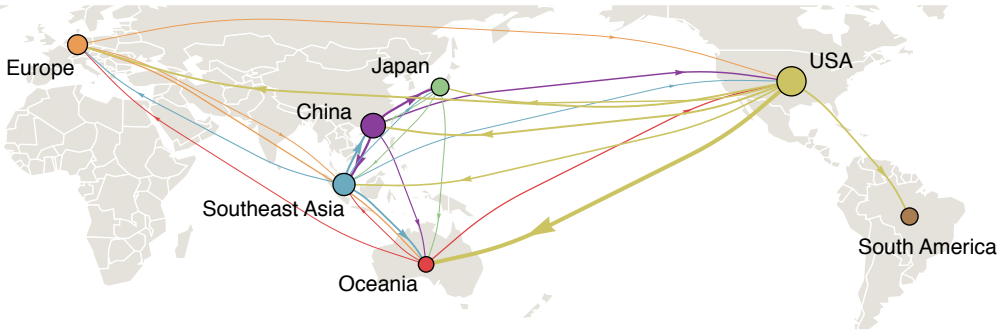 USA
Europe
Japan
China
Southeast Asia
South America
Oceania